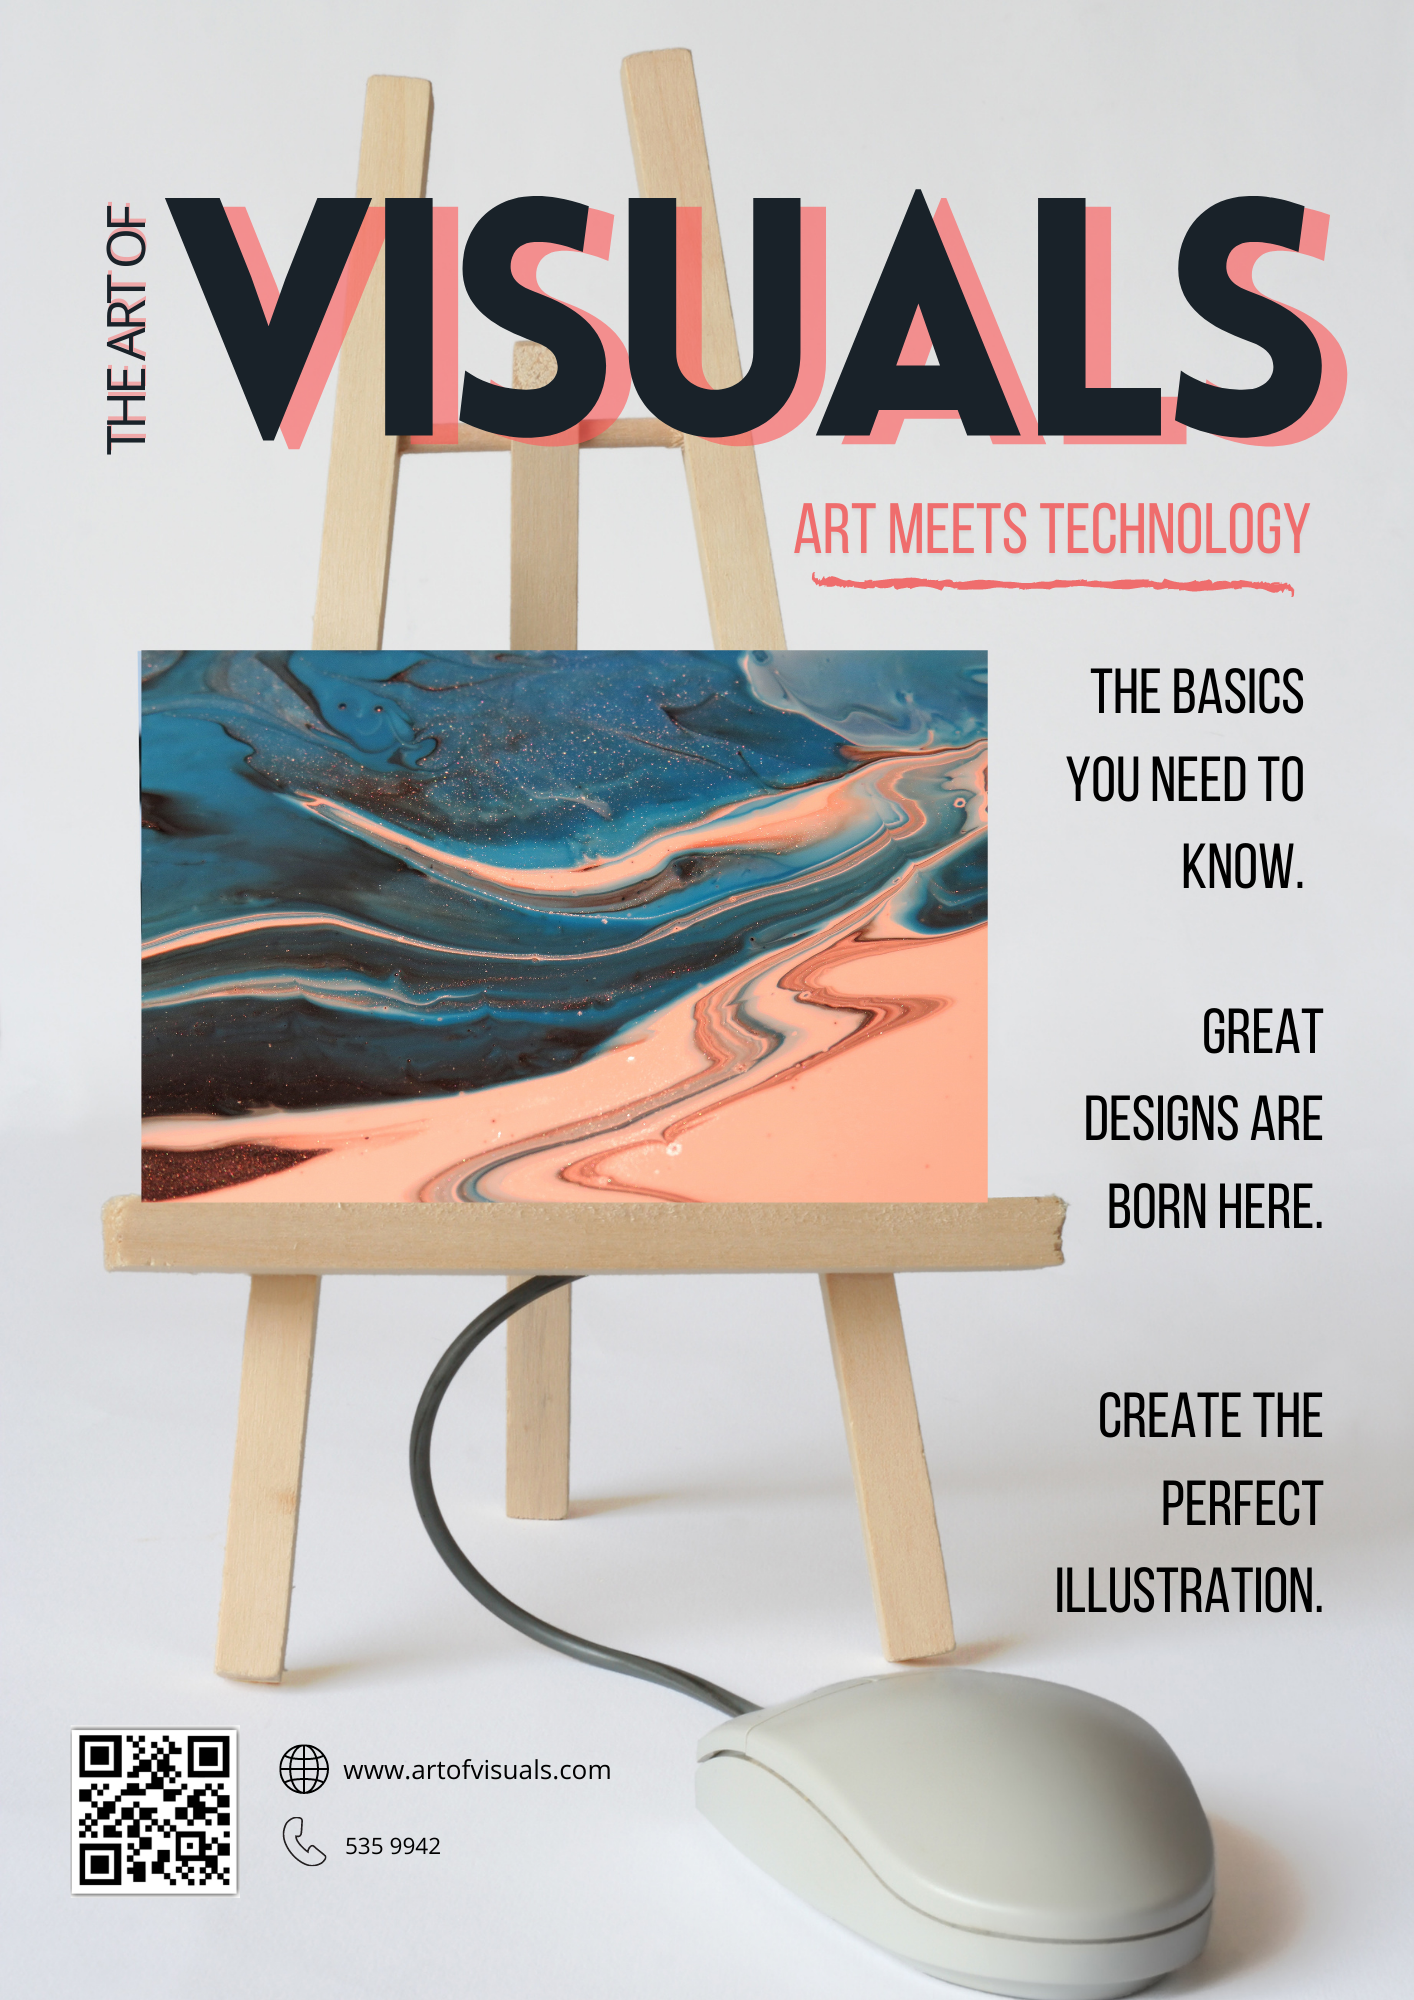 THE ART OF
VISUALS
ART MEETS TECHNOLOGY
THE BASICS
YOU NEED TO
KNOW.
GREAT
DESIGNS ARE
BORN HERE.
CREATE THE
PERFECT
ILLUSTRATION.
www.artofvisuals.com
535 9942